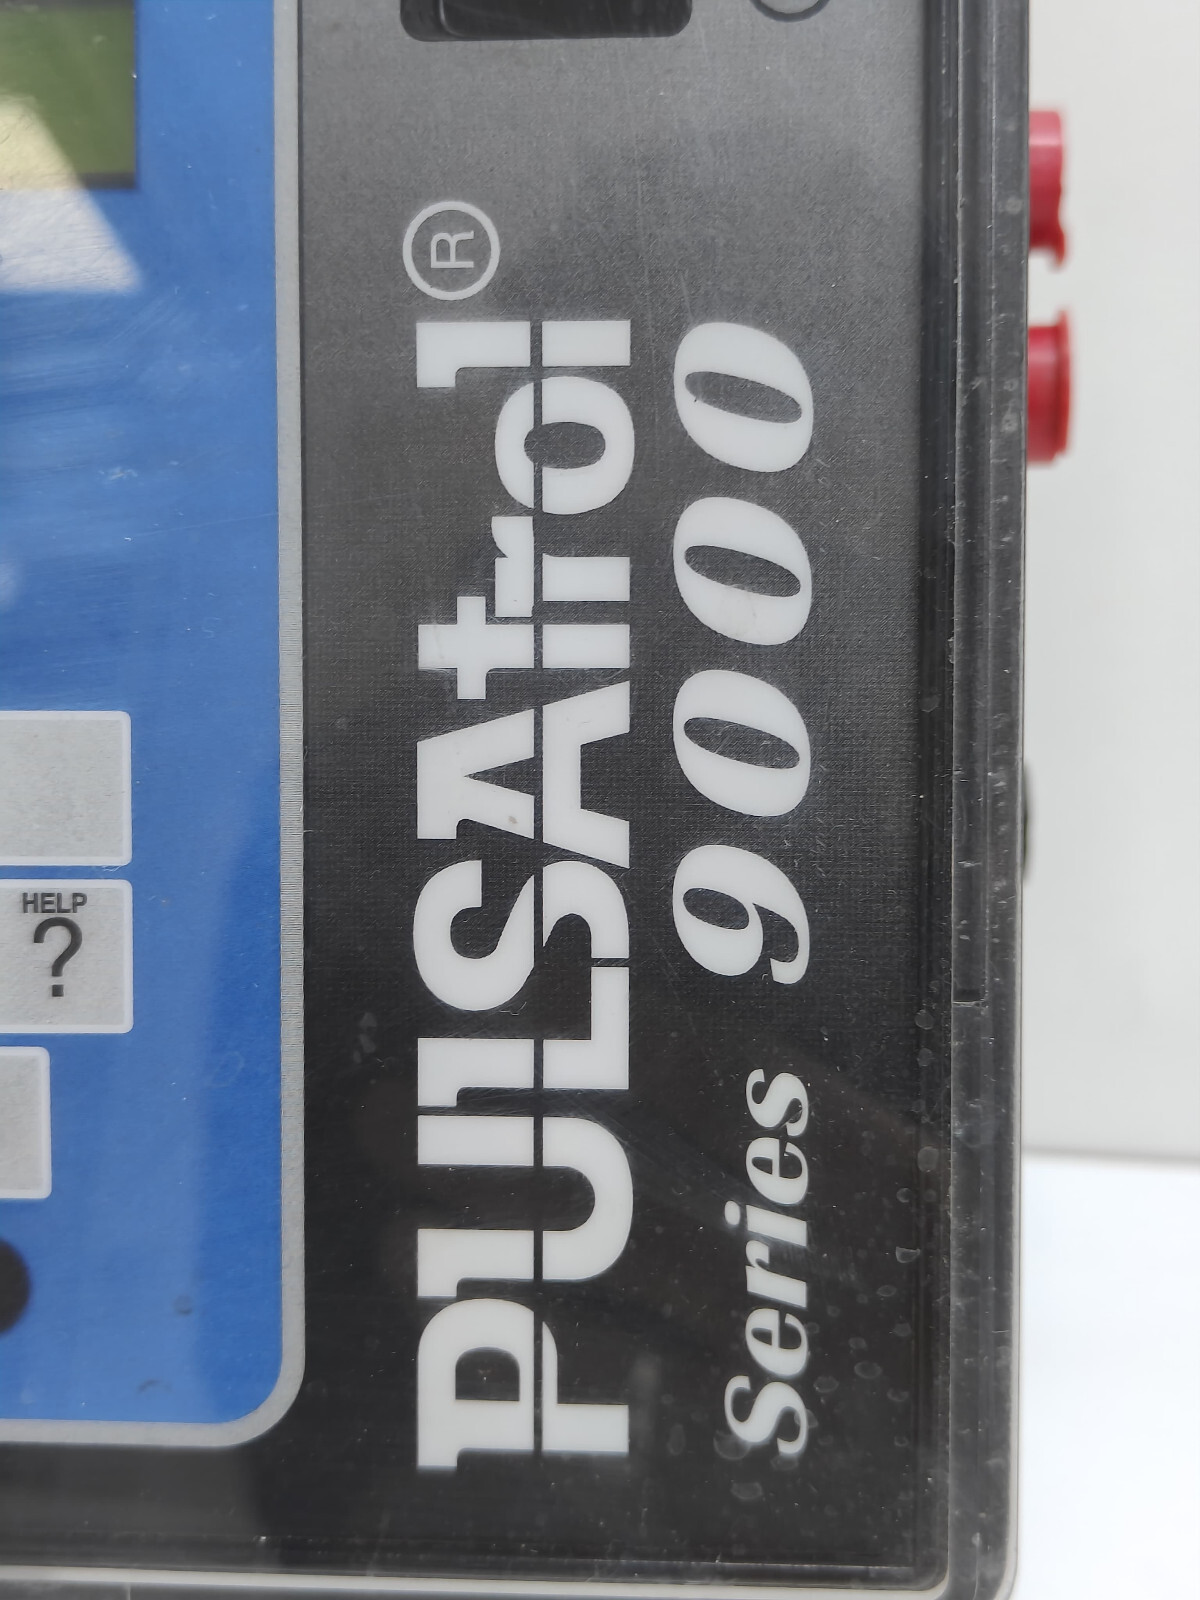 PULSAtrol®
Series 9000
HELP
?